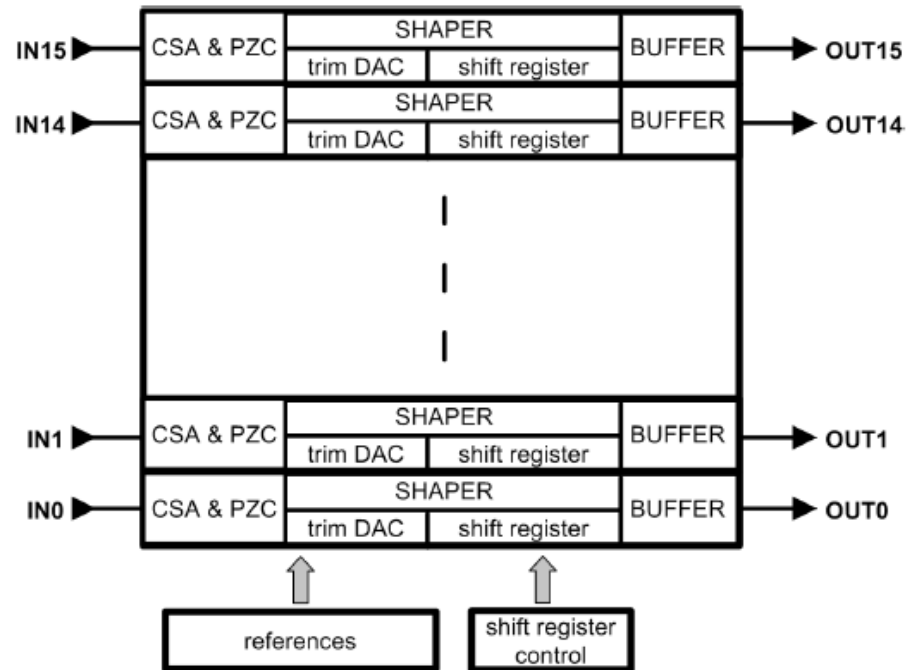 SHAPER
IN15 CSA & PZC BUFFER OUT15
trim DAC shift register
SHAPER
IN14 CSA & PZC BUFFER OUT14
trim DAC shift register
SHAPER
IN1 CSA & PZC BUFFER OUT1
trim DAC shift register
SHAPER
IN0 CSA & PZC BUFFER OUT0
trim DAC shift register
references
shift register
control